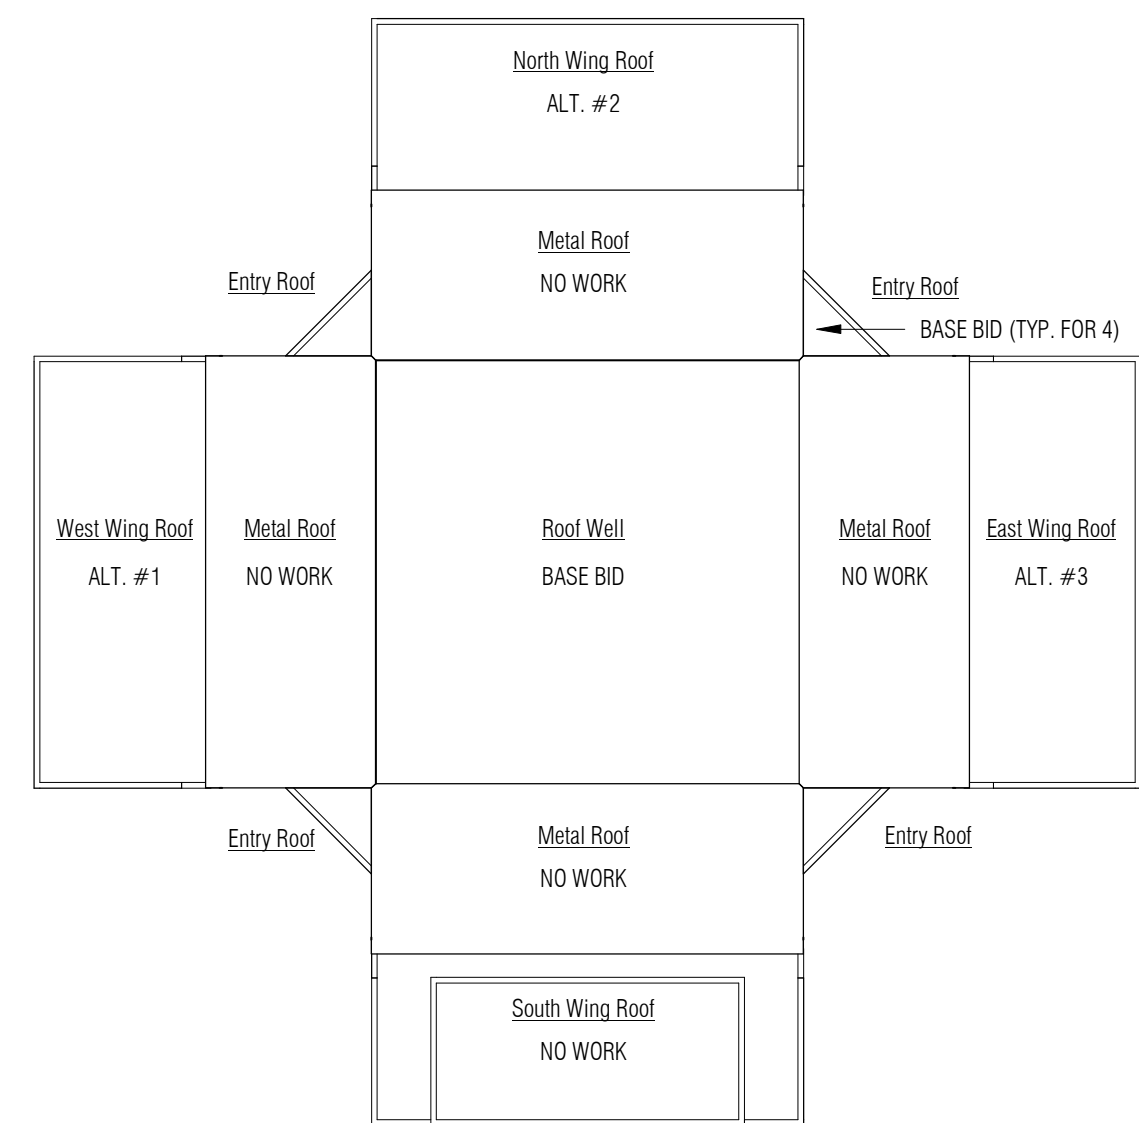 North Wing Roof
ALT. #2
Metal Roof
NO WORK
Entry Roof
Entry Roof
BASE BID (TYP. FOR 4)
West Wing Roof
ALT. #1
Metal Roof
NO WORK
Roof Well
BASE BID
Metal Roof
NO WORK
East Wing Roof
ALT. #3
Entry Roof
Metal Roof
NO WORK
Entry Roof
South Wing Roof
NO WORK